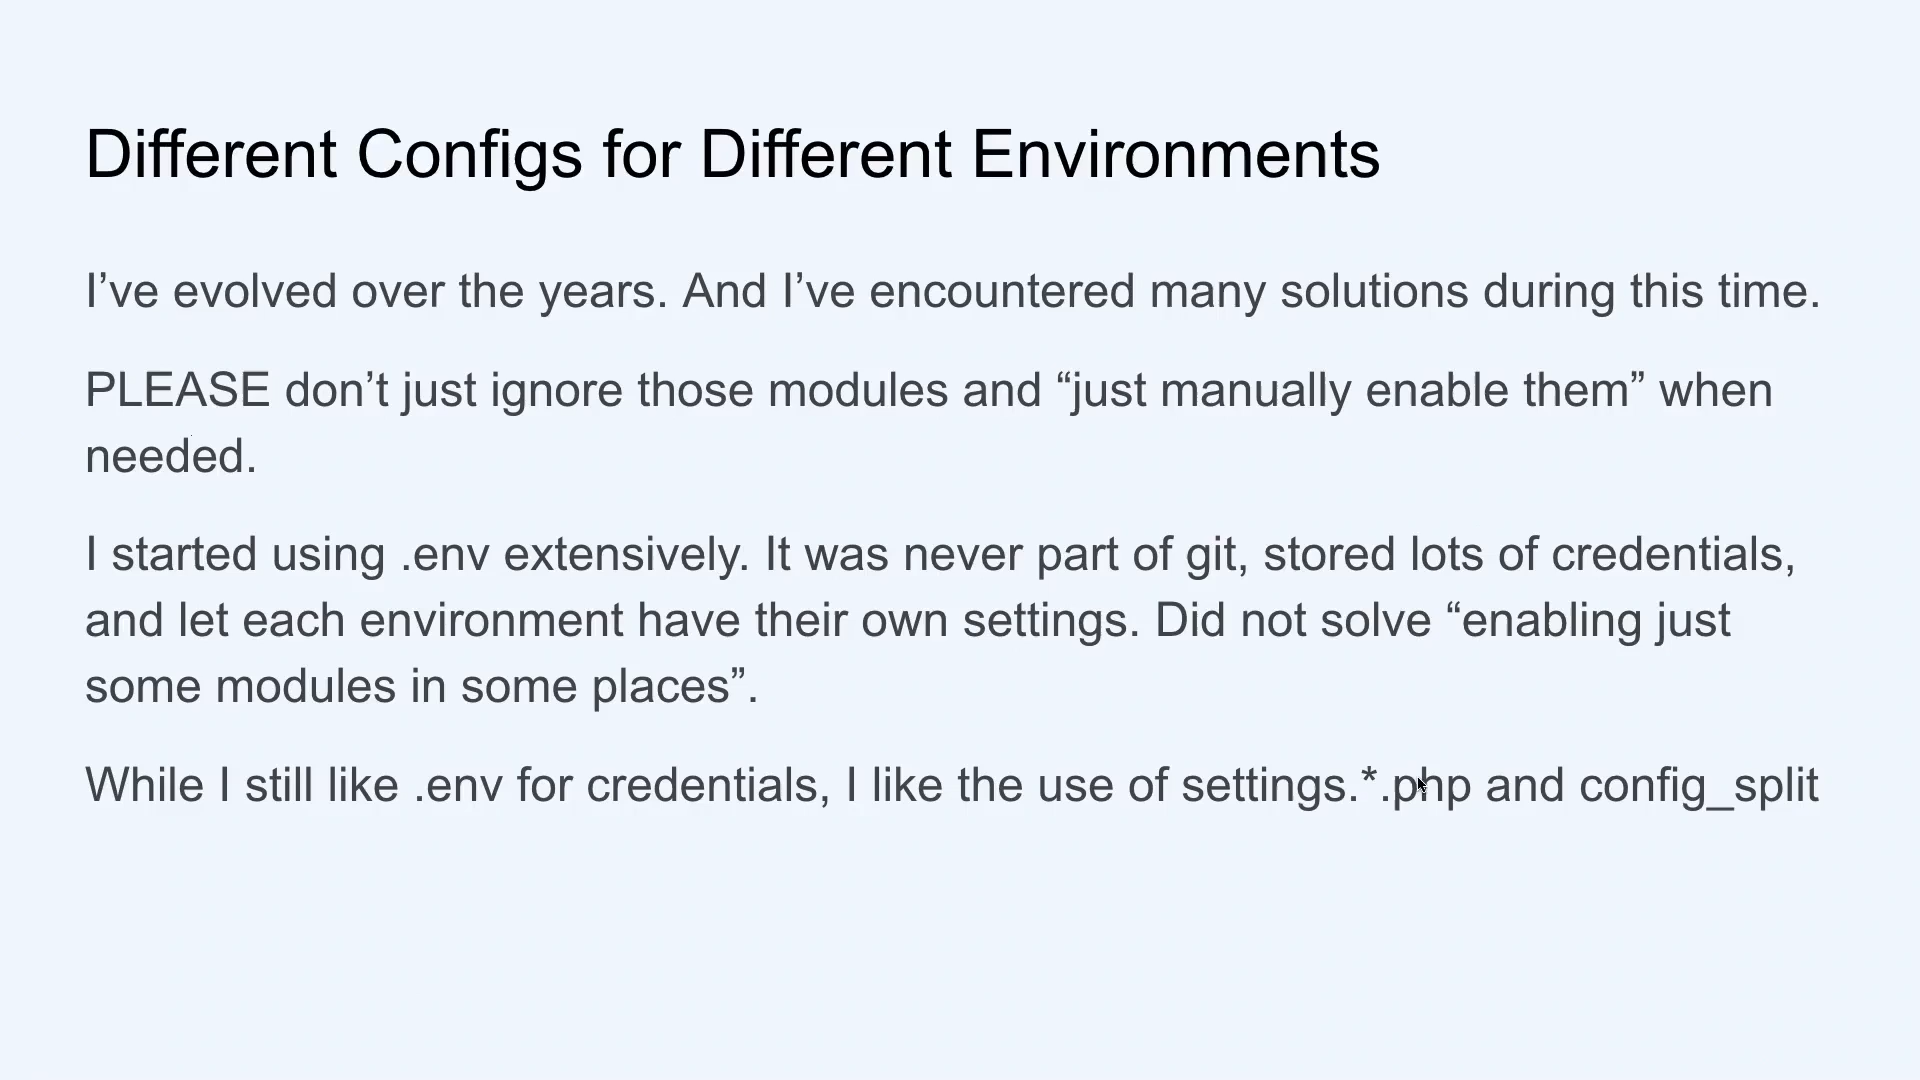 Different Configs for Different Environments
I’ve evolved over the years. And I’ve encountered many solutions during this time.
PLEASE don’t just ignore those modules and “just manually enable them” when
needed.
I started using .env extensively. It was never part of git, stored lots of credentials,
and let each environment have their own settings. Did not solve “enabling just
some modules in some places”.
While I still like .env for credentials, I like the use of settings.*.php and config_split